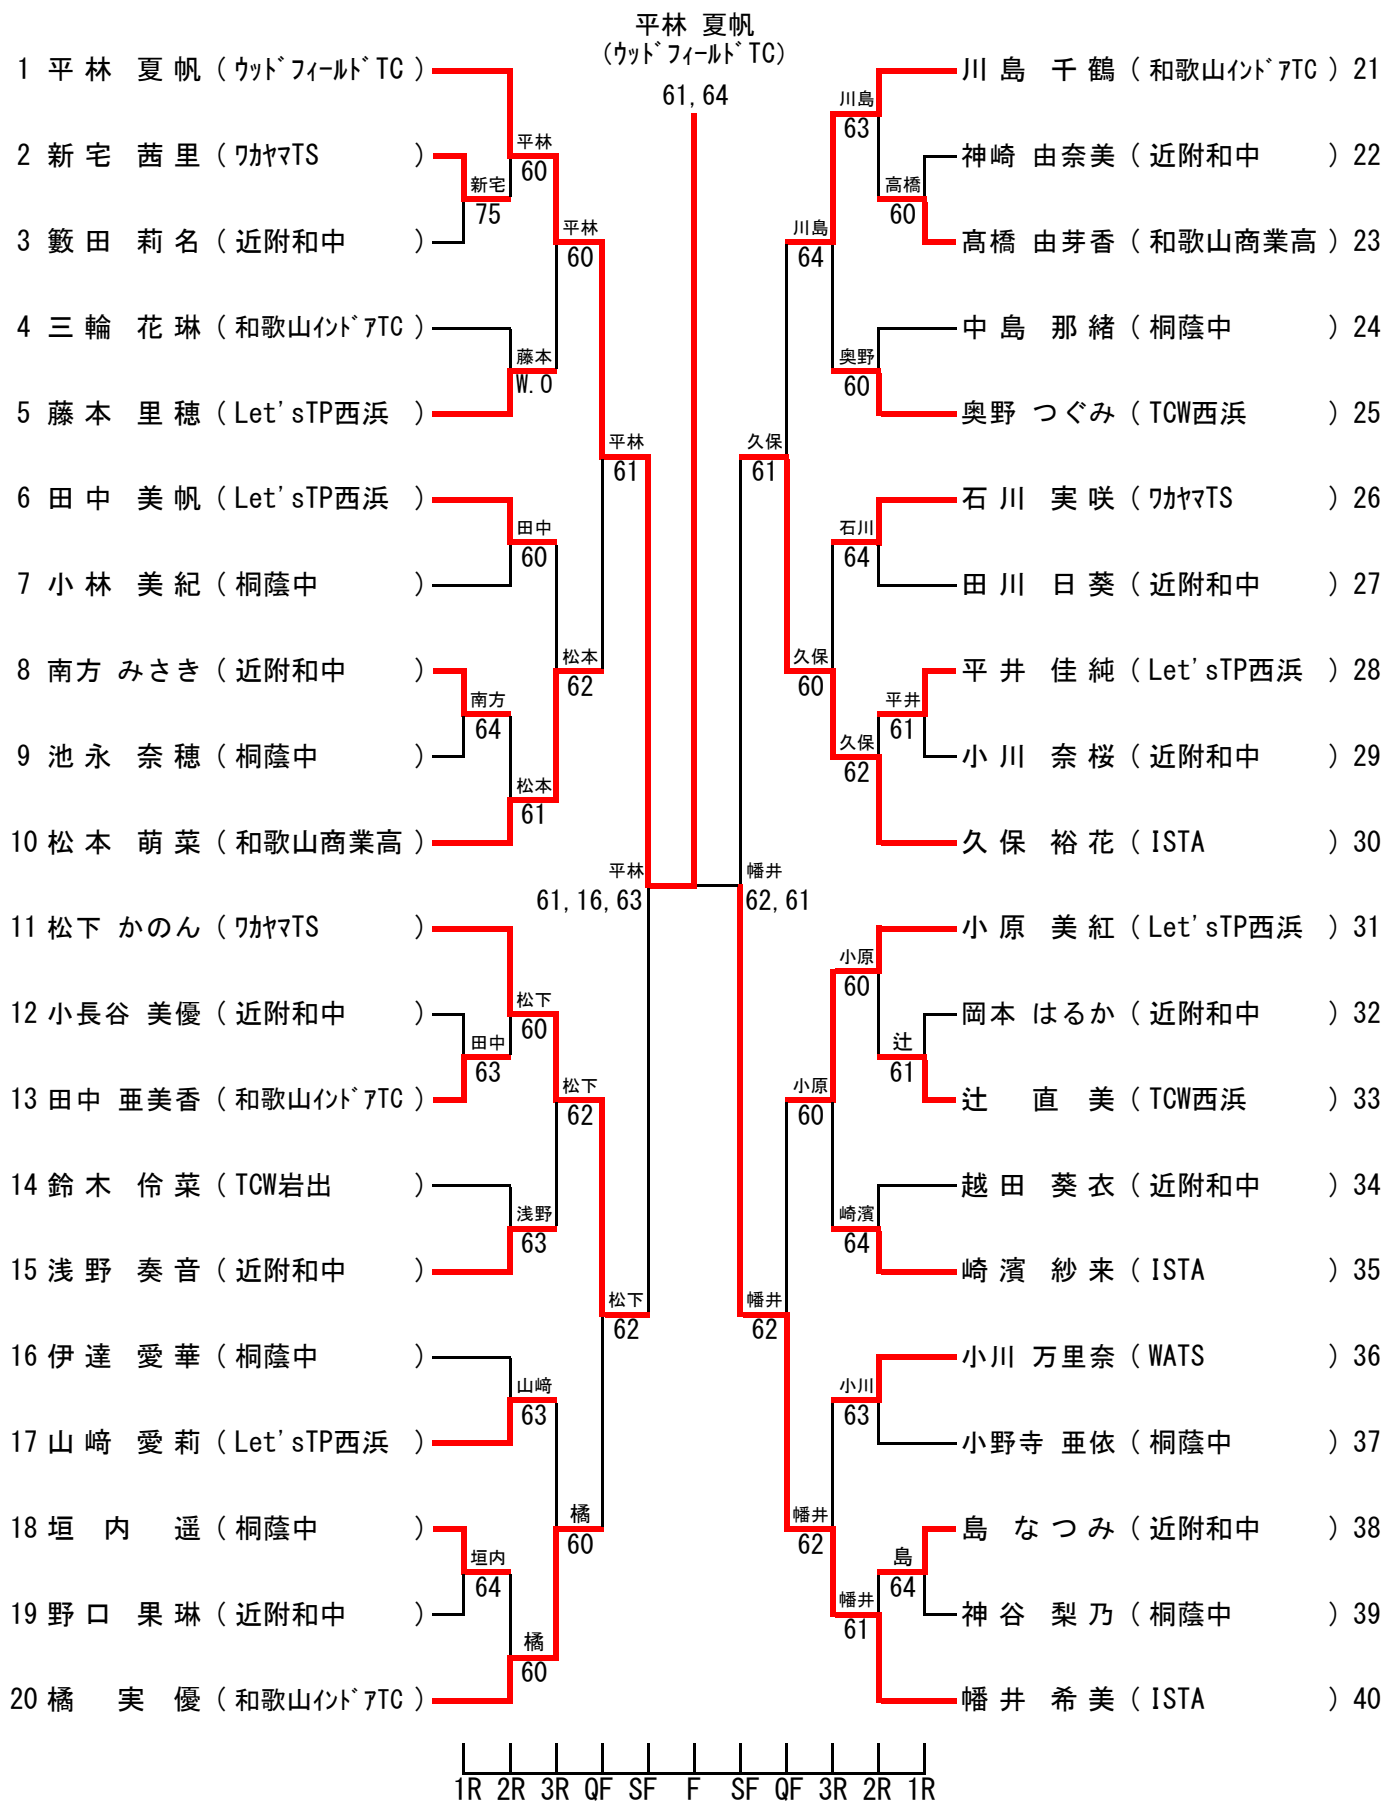 平林 夏帆
(ウッドフィールドTC)
61,64
1 平林 夏帆 (ウッドフィールドTC)
2 新宅 茜里 (ワカヤマTS)
3 籔田 莉名 (近附和中)
4 三輪 花琳 (和歌山インドアTC)
5 藤本 里穂 (Let'sTP西浜)
6 田中 美帆 (Let'sTP西浜)
7 小林 美紀 (桐蔭中)
8 南方 みさき (近附和中)
9 池永 奈穂 (桐蔭中)
10 松本 萌菜 (和歌山商業高)
11 松下 かのん (ワカヤマTS)
12 小長谷 美優 (近附和中)
13 田中 亜美香 (和歌山インドアTC)
14 鈴木 伶菜 (TCW岩出)
15 浅野 奏音 (近附和中)
16 伊達 愛華 (桐蔭中)
17 山﨑 愛莉 (Let'sTP西浜)
18 垣内 遥 (桐蔭中)
19 野口 果琳 (近附和中)
20 橘 実優 (和歌山インドアTC)
新宅
75
南方
64
田中
63
垣内
64
平林
60
藤本
W.O
田中
60
松本
61
松下
60
浅野
63
山﨑
63
橘
60
平林
60
松本
62
松下
62
橘
60
平林
61
松下
62
平林
61,16,63
幡井
62,61
久保
61
幡井
62
川島
64
久保
60
小原
60
幡井
62
川島
63
奥野
60
石川
64
久保
62
小原
60
崎濱
64
小川
63
幡井
61
高橋
60
平井
61
辻
61
島
64
川島 千鶴 (和歌山インドアTC) 21
神崎 由奈美 (近附和中) 22
髙橋 由芽香 (和歌山商業高) 23
中島 那緒 (桐蔭中) 24
奥野 つぐみ (TCW西浜) 25
石川 実咲 (ワカヤマTS) 26
田川 日葵 (近附和中) 27
平井 佳純 (Let'sTP西浜) 28
小川 奈桜 (近附和中) 29
久保 裕花 (ISTA) 30
小原 美紅 (Let'sTP西浜) 31
岡本 はるか (近附和中) 32
辻 直美 (TCW西浜) 33
越田 葵衣 (近附和中) 34
崎濱 紗来 (ISTA) 35
小川 万里奈 (WATS) 36
小野寺 亜依 (桐蔭中) 37
島 なつみ (近附和中) 38
神谷 梨乃 (桐蔭中) 39
幡井 希美 (ISTA) 40
1R 2R 3R QF SF F SF QF 3R 2R 1R